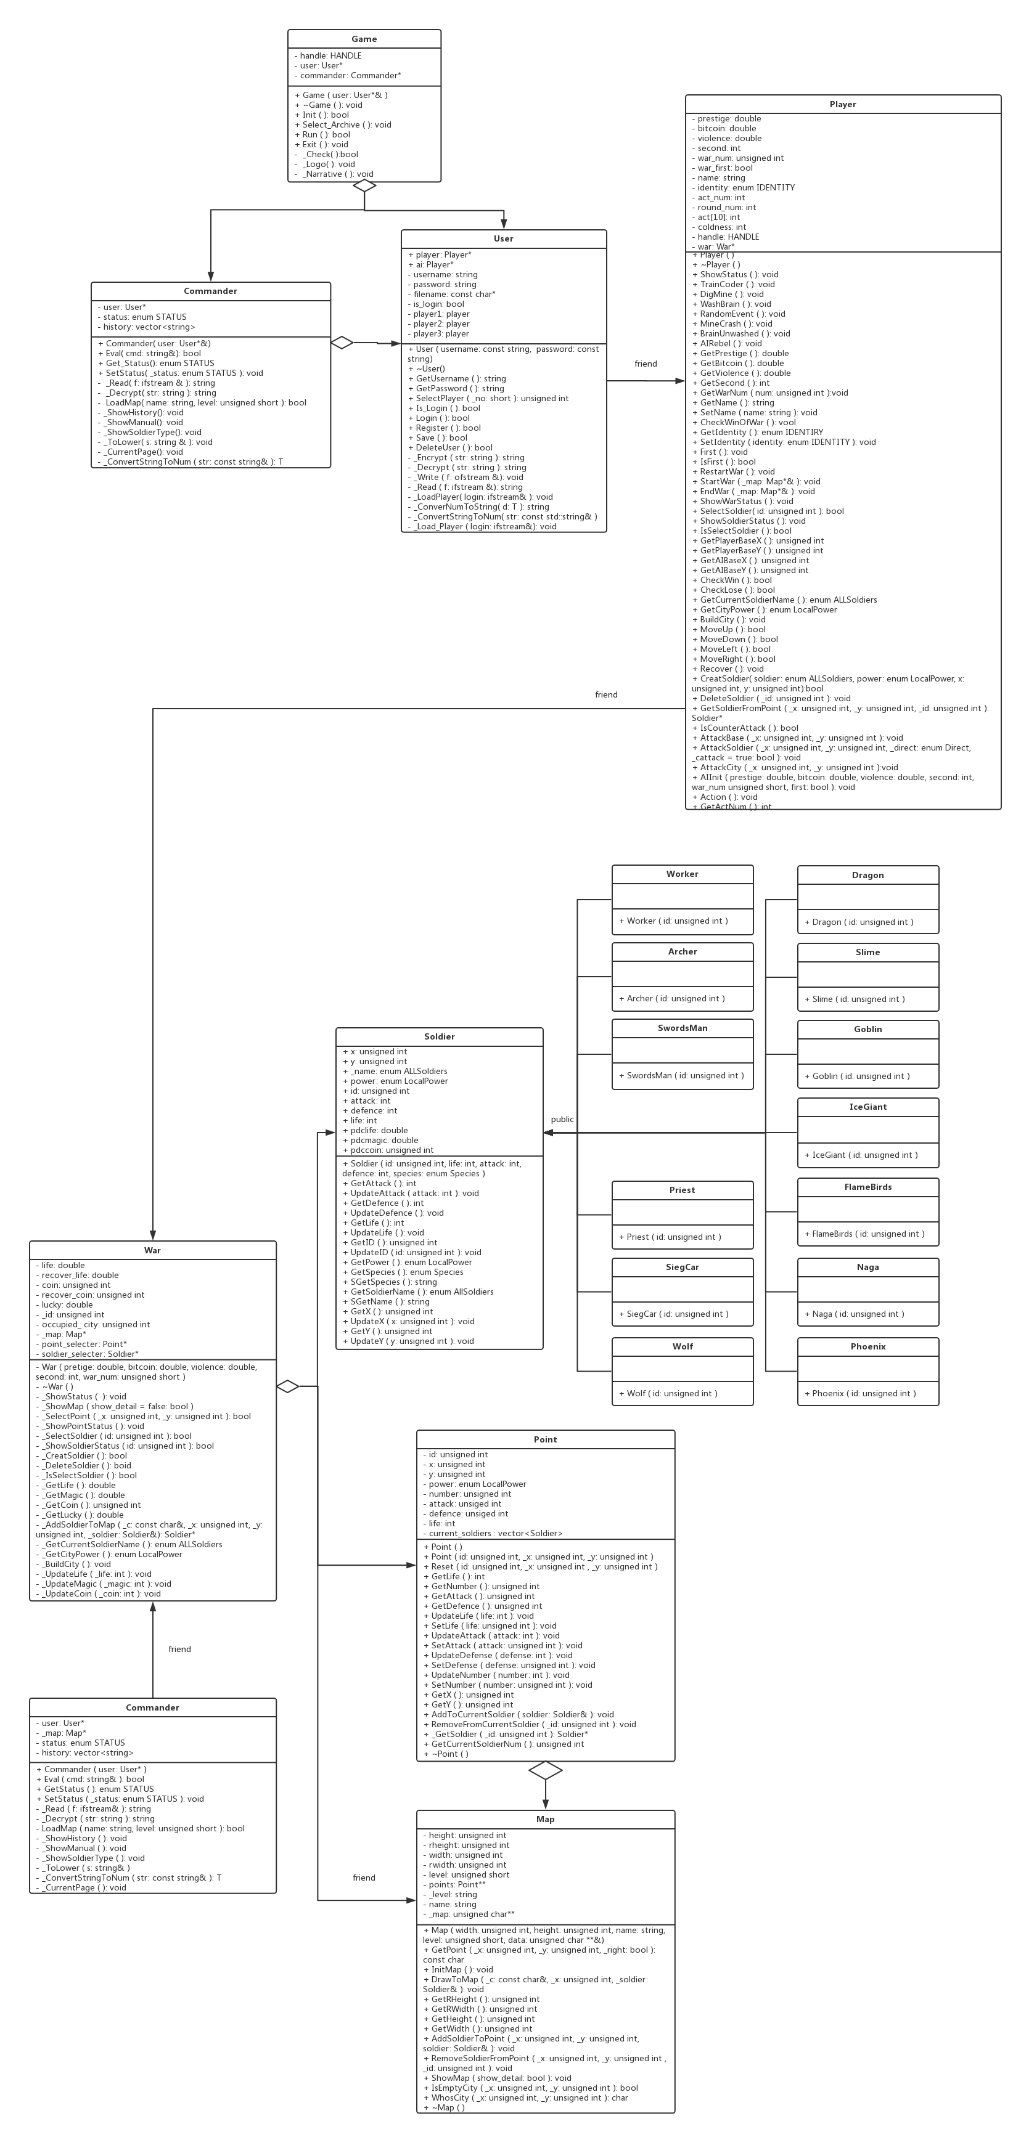 Game
- handle: HANDLE
- user: User*
- commander: Commander*
+ Game ( user: User*& )
+ ~Game ( ): void
+ Init ( ): bool
+ Select_Archive ( ): void
+ Run ( ): bool
+ Exit ( ): void
- _Check( ):bool
- _Logo( ): void
- _Narrative ( ): void
Player
- prestige: double
- bitcoin: double
- violence: double
- second: int
- war_num: unsigned int
- war_first: bool
- name: string
- identity: enum IDENTITY
- act_num: int
- round_num: int
- act[10]: int
- coldness: int
- handle: HANDLE
- war: War*
+ Player ( )
+ ~Player ( )
+ ShowStatus ( ): void
+ TrainCoder ( ): void
+ DigMine ( ): void
+ WashBrain ( ): void
+ RandomEvent ( ): void
+ MineCrash ( ): void
+ BrainUnwashed ( ): void
+ AIRebel ( ): void
+ GetPrestige ( ): double
+ GetBitcoin ( ): double
+ GetViolence ( ): double
+ GetSecond ( ): int
+ GetWarNum ( num: unsigned int ):void
+ GetName ( ): string
+ SetName ( name: string ): void
+ CheckWinOfWar ( ): vool
+ GetIdentity ( ): enum IDENTIRY
+ SetIdentity ( identity: enum IDENTITY ): void
+ First ( ): void
+ IsFirst ( ): bool
+ RestartWar ( ): void
+ StartWar ( _map: Map*& ): void
+ EndWar ( _map: Map*& ): void
+ ShowWarStatus ( ): void
+ SelectSoldier( id: unsigned int ): bool
+ ShowSoldierStatus ( ): void
+ IsSelectSoldier ( ): bool
+ GetPlayerBaseX ( ): unsigned int
+ GetPlayerBaseY ( ): unsigned int
+ GetAIBaseX ( ): unsigned int
+ GetAIBaseY ( ): unsigned int
+ CheckWin ( ): bool
+ CheckLose ( ): bool
+ GetCurrentSoldierName ( ): enum ALLSoldiers
+ GetCityPower ( ): enum LocalPower
+ BuildCity ( ): void
+ MoveUp ( ): bool
+ MoveDown ( ): bool
+ MoveLeft ( ): bool
+ MoveRight ( ): bool
+ Recover ( ): void
+ CreatSoldier( soldier: enum ALLSoldiers, power: enum LocalPower, x:
unsigned int, y: unsigned int):bool
+ DeleteSoldier ( _id: unsigned int ): void
+ GetSoldierFromPoint ( _x: unsigned int, _y: unsigned int, _id: unsigned int ):
Soldier*
+ IsCounterAttack ( ): bool
+ AttackBase ( _x: unsigned int, _y: unsigned int ): void
+ AttackSoldier ( _x: unsigned int, _y: unsigned int, _direct: enum Direct,
_cattack = true: bool ): void
+ AttackCity ( _x: unsigned int, _y: unsigned int ):void
+ AIInit ( prestige: double, bitcoin: double, violence: double, second: int,
war_num unsigned short, first: bool ): void
+ Action ( ): void
+ GetActNum ( ): int
User
+ player: Player*
+ ai: Player*
- username: string
- password: string
- filename: const char*
- is_login: bool
- player1: player
- player2: player
- player3: player
+ User ( username: const string, password: const
string)
+ ~User()
+ GetUsername ( ): string
+ GetPassword ( ): string
+ SelectPlayer ( _no: short ): unsigned int
+ Is_Login ( ): bool
+ Login ( ): bool
+ Register ( ): bool
+ Save ( ): bool
+ DeleteUser ( ): bool
- _Encrypt ( str: string ): string
- _Decrypt ( str: string ): string
- _Write ( f: ofstream &): void
- _Read ( f: ifstream &): string
- _LoadPlayer( login: ifstream& ): void
- _ConverNumToString( d: T ): string
- _ConvertStringToNum( str: const std::string& )
- _Load_Player ( login: ifstream&): void
friend
Commander
- user: User*
- status: enum STATUS
- history: vector<string>
+ Commander( user: User*&)
+ Eval( cmd: string&): bool
+ Get_Status(): enum STATUS
+ SetStatus( _status: enum STATUS ): void
- _Read( f: ifstream & ): string
- _Decrypt( str: string ): string
- LoadMap( name: string, level: unsigned short ): bool
- _ShowHistory(): void
- _ShowManual(): void
- _ShowSoldierType(): void
- _ToLower( s: string & ): void
- _CurrentPage(): void
- _ConvertStringToNum ( str: const string& ): T
friend
Worker
+ Worker ( id: unsigned int )
Dragon
+ Dragon ( id: unsigned int )
Archer
+ Archer ( id: unsigned int )
Slime
+ Slime ( id: unsigned int )
SwordsMan
+ SwordsMan ( id: unsigned int )
Goblin
+ Goblin ( id: unsigned int )
IceGiant
+ IceGiant ( id: unsigned int )
public
Priest
+ Priest ( id: unsigned int )
FlameBirds
+ FlameBirds ( id: unsigned int )
SiegCar
+ SiegCar ( id: unsigned int )
Naga
+ Naga ( id: unsigned int )
Wolf
+ Wolf ( id: unsigned int )
Phoenix
+ Phoenix ( id: unsigned int )
Soldier
+ x: unsigned int
+ y: unsigned int
+ _name: enum ALLSoldiers
+ power: enum LocalPower
+ id: unsigned int
+ attack: int
+ defence: int
+ life: int
+ pdclife: double
+ pdcmagic: double
+ pdccoin: unsigned int
+ Soldier ( id: unsigned int, life: int, attack: int,
defence: int, species: enum Species )
+ GetAttack ( ): int
+ UpdateAttack ( attack: int ): void
+ GetDefence ( ): int
+ UpdateDefence ( ): void
+ GetLife ( ): int
+ UpdateLife ( ): void
+ GetID ( ): unsigned int
+ UpdateID ( id: unsigned int ): void
+ GetPower ( ): enum LocalPower
+ GetSpecies ( ): enum Species
+ SGetSpecies ( ): string
+ GetSoldierName ( ): enum AllSoldiers
+ SGetName ( ): string
+ GetX ( ): unsigned int
+ UpdateX ( x: unsigned int ): void
+ GetY ( ): unsigned int
+ UpdateY ( y: unsigned int ): void
War
- life: double
- recover_life: double
- coin: unsigned int
- recover_coin: unsigned int
- lucky: double
- _id: unsigned int
- occupied_ city: unsigned int
- _map: Map*
- point_selecter: Point*
- soldier_selecter: Soldier*
- War ( pretige: double, bitcoin: double, violence: double,
second: int, war_num: unsigned short )
- ~War ( )
- _ShowStatus ( ): void
- _ShowMap ( show_detail = false: bool )
- _SelectPoint ( _x: unsigned int, _y: unsigned int ): bool
- _ShowPointStatus ( ): void
- _SelectSoldier ( id: unsigned int ): bool
- _ShowSoldierStatus ( id: unsigned int ): bool
- _CreatSoldier ( ): bool
- _DeleteSoldier ( ): boid
- _IsSelectSoldier ( ): bool
- _GetLife ( ): double
- _GetMagic ( ): double
- _GetCoin ( ): unsigned int
- _GetLucky ( ): double
- _AddSoldierToMap ( _c: const char&, _x: unsigned int, _y:
unsigned int, _soldier: Soldier&): Soldier*
- _GetCurrentSoldierName ( ): enum ALLSoldiers
- _GetCityPower ( ): enum LocalPower
- _BuildCity ( ): void
- _UpdateLife ( _life: int ): void
- _UpdateMagic ( _magic: int ): void
- _UpdateCoin ( _coin: int ): void
friend
Point
- id: unsigned int
- x: unsigned int
- y: unsigned int
- power: enum LocalPower
- number: unsigned int
- attack: unsiged int
- defence: unsiged int
- life: int
- current_soldiers : vector<Soldier>
+ Point ( )
+ Point ( id: unsigned int, _x: unsigned int, _y: unsigned int )
+ Reset ( id: unsigned int, _x: unsigned int , _y: unsigned int )
+ GetLife ( ): int
+ GetNumber ( ): unsigned int
+ GetAttack ( ): unsigned int
+ GetDefence ( ): unsigned int
+ UpdateLife ( life: int ): void
+ SetLife ( life: unsigned int ): void
+ UpdateAttack ( attack: int ): void
+ SetAttack ( attack: unsigned int ): void
+ UpdateDefense ( defense: int ): void
+ SetDefense ( defense: unsigned int ): void
+ UpdateNumber ( number: int ): void
+ SetNumber ( number: unsigned int ): void
+ GetX ( ): unsigned int
+ GetY ( ): unsigned int
+ AddToCurrentSoldier ( soldier: Soldier& ): void
+ RemoveFromCurrentSoldier ( _id: unsigned int ): void
+ _GetSoldier ( _id: unsigned int ): Soldier*
+ GetCurrentSoldierNum ( ): unsigned int
+ ~Point ( )
Commander
- user: User*
- _map: Map*
- status: enum STATUS
- history: vector<string>
+ Commander ( user: User* )
+ Eval ( cmd: string& ): bool
+ GetStatus ( ): enum STATUS
+ SetStatus ( _status: enum STATUS ): void
- _Read ( f: ifstream& ): string
- _Decrypt ( str: string ): string
- LoadMap ( name: string, level: unsigned short ): bool
- _ShowHistory ( ): void
- _ShowManual ( ): void
- _ShowSoldierType ( ): void
- _ToLower ( s: string& )
- _ConvertStringToNum ( str: const string& ): T
- _CurrentPage ( ): void
friend
Map
- height: unsigned int
- rheight: unsigned int
- width: unsigned int
- rwidth: unsigned int
- level: unsigned short
- points: Point**
- _level: string
- name: string
- _map: unsigned char**
+ Map ( width: unsigned int, height: unsigned int, name: string,
level: unsigned short, data: unsigned char **&)
+ GetPoint ( _x: unsigned int, _y: unsigned int, _right: bool ):
const char
+ InitMap ( ): void
+ DrawToMap ( _c: const char&, _x: unsigned int, _soldier:
Soldier& ): void
+ GetRHeight ( ): unsigned int
+ GetRWidth ( ): unsigned int
+ GetHeight ( ): unsigned int
+ GetWidth ( ): unsigned int
+ AddSoldierToPoint ( _x: unsigned int, _y: unsigned int,
soldier: Soldier& ): void
+ RemoveSoldierFromPoint ( _x: unsigned int, _y: unsigned int ,
_id: unsigned int ): void
+ ShowMap ( show_detail: bool ): void
+ IsEmptyCity ( _x: unsigned int, _y: unsigned int ): bool
+ WhosCity ( _x: unsigned int, _y: unsigned int ): char
+ ~Map ( )